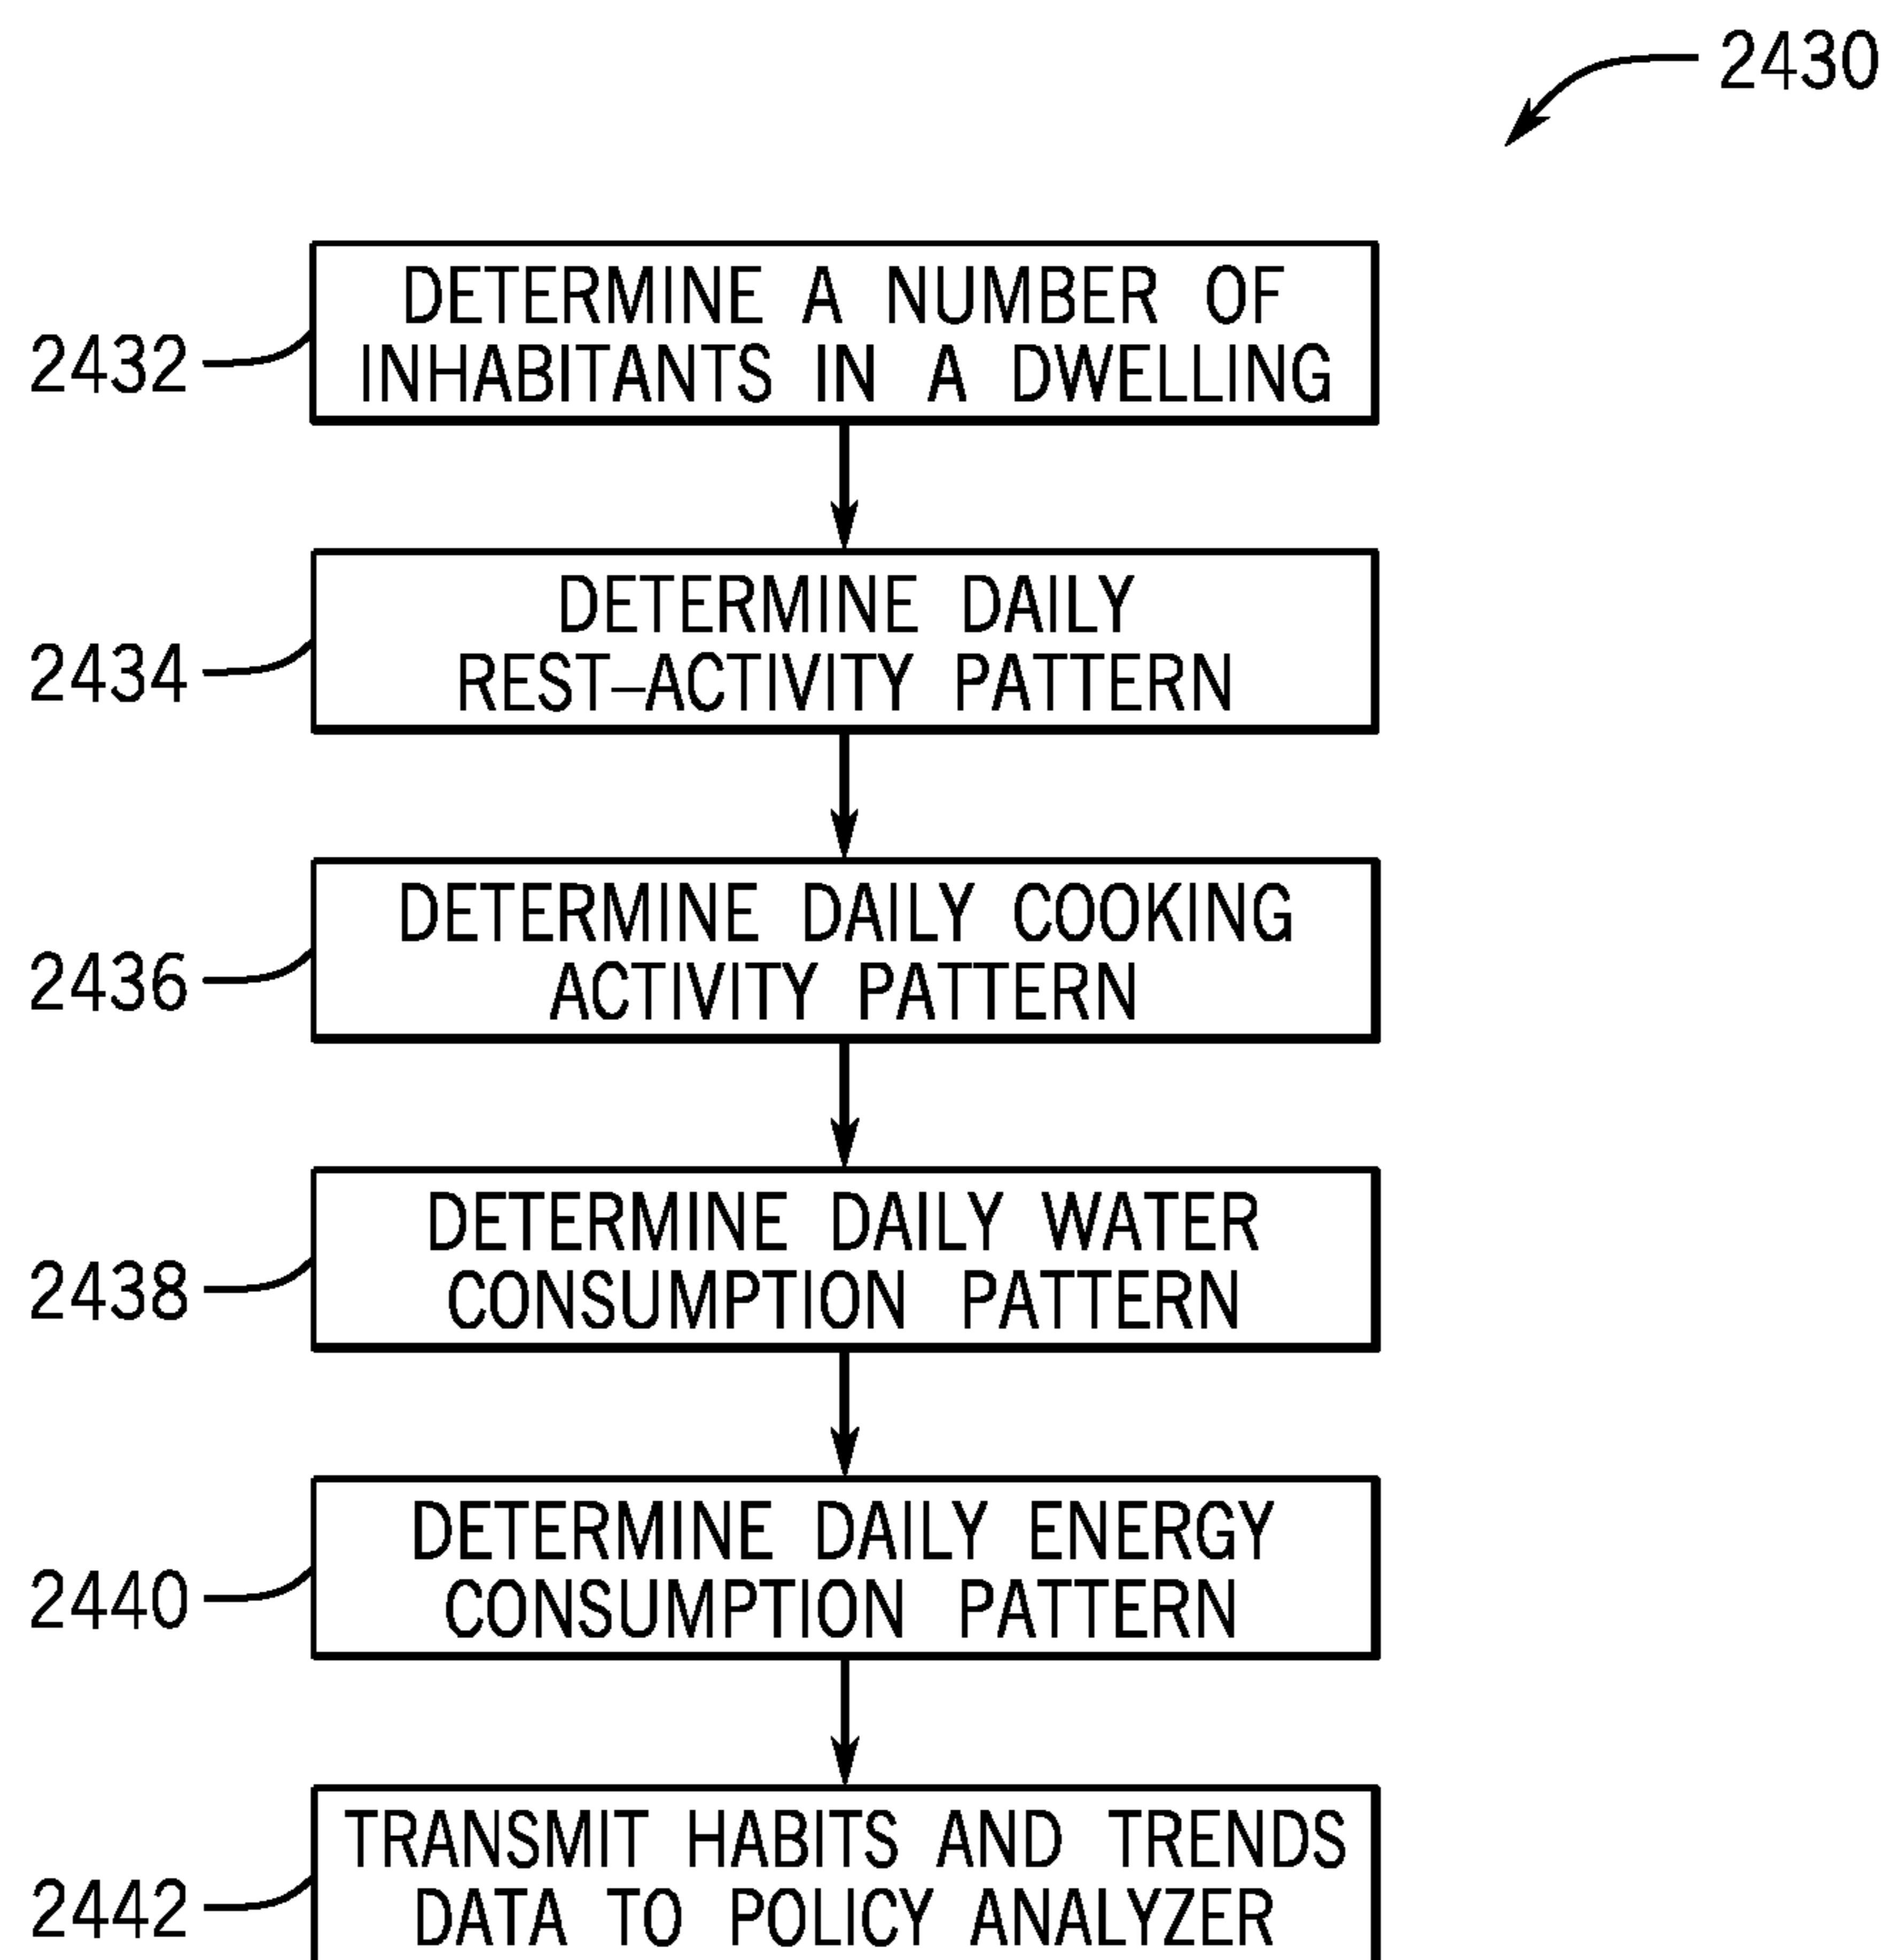 2430
DETERMINE A NUMBER OF
INHABITANTS IN A DWELLING
2432
DETERMINE DAILY
REST–ACTIVITY PATTERN
2434
DETERMINE DAILY COOKING
ACTIVITY PATTERN
2436
DETERMINE DAILY WATER
CONSUMPTION PATTERN
2438
DETERMINE DAILY ENERGY
CONSUMPTION PATTERN
2440
TRANSMIT HABITS AND TRENDS
DATA TO POLICY ANALYZER
2442